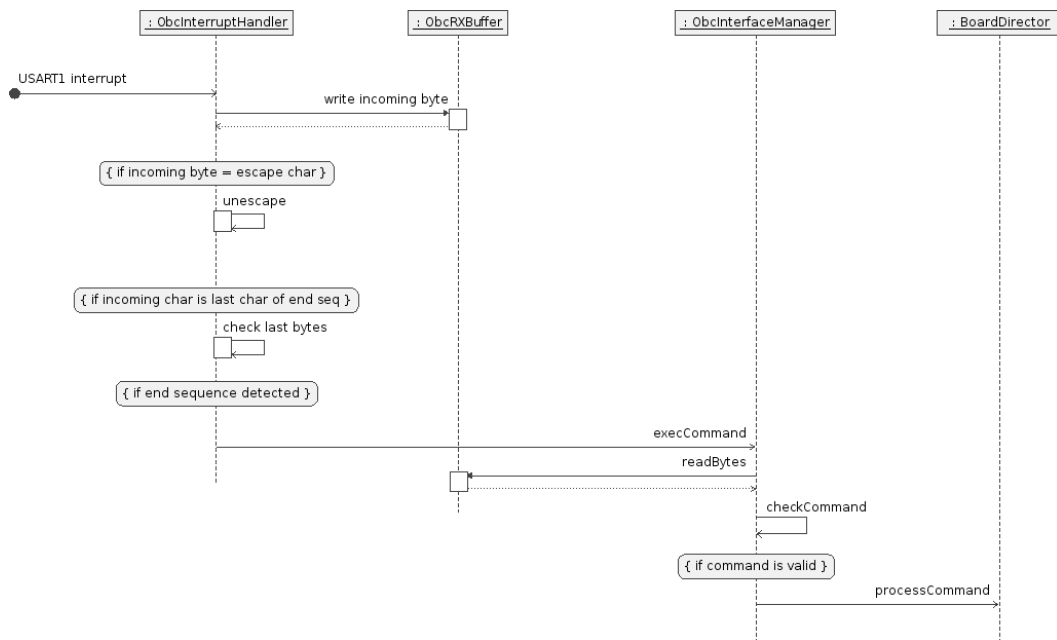 : ObcInterruptHandler
: ObcRXBuffer
: ObcInterfaceManager
: BoardDirector
USART1 interrupt
write incoming byte
{ if incoming byte = escape char }
unescape
{ if incoming char is last char of end seq }
check last bytes
{ if end sequence detected }
execCommand
readBytes
checkCommand
{ if command is valid }
processCommand